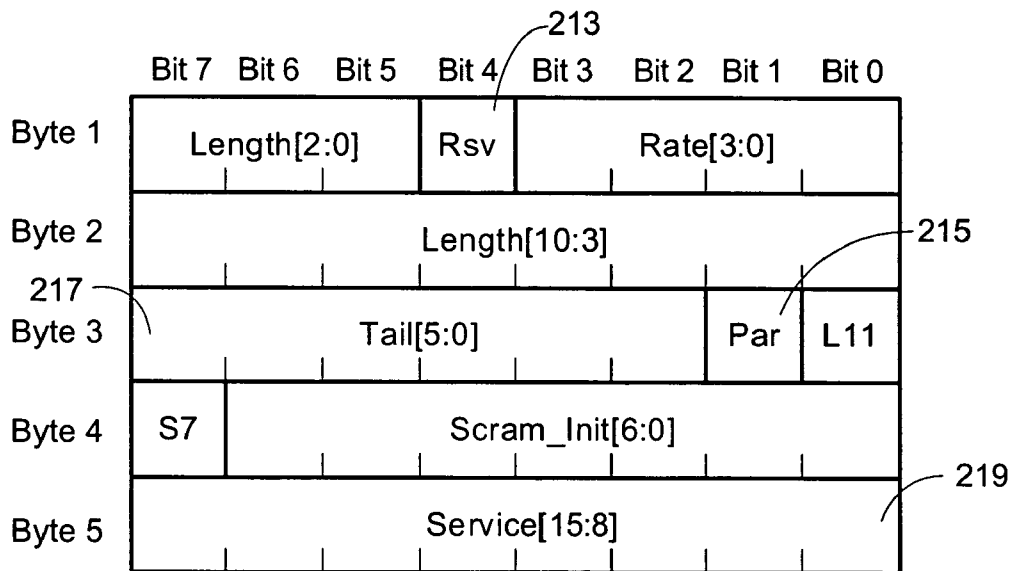 213
Bit 7 Bit 6 Bit 5 Bit 4 Bit 3 Bit 2 Bit 1 Bit 0
Byte 1 Length[2:0] Rsv Rate[3:0]
Byte 2 Length[10:3] 215
217
Byte 3 Tail[5:0] Par L11
Byte 4 S7 Scram_Init[6:0]
219
Byte 5 Service[15:8]